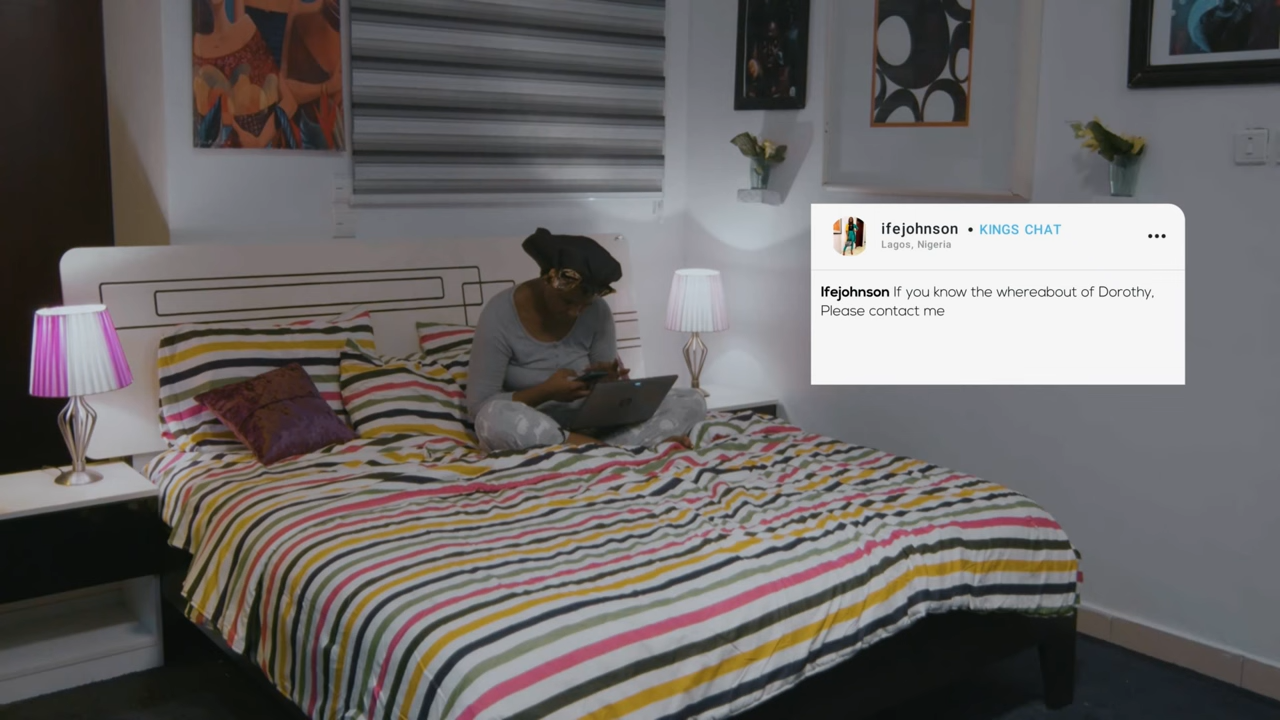 ifejohnson • KINGS CHAT
Lagos, Nigeria
Ifejohnson If you know the whereabout of Dorothy,
Please contact me